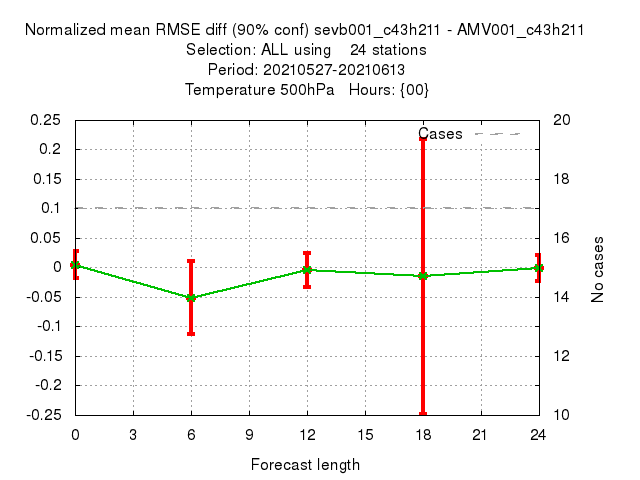 Normalized mean RMSE diff (90% conf) sevb001_c43h211 - AMV001_c43h211
Selection: ALL using 24 stations
Period: 20210527-20210613
Temperature 500hPa Hours: {00}
Cases
0.25
0.2
0.15
0.1
0.05
0
-0.05
-0.1
-0.15
-0.2
-0.25
20
18
16
14
12
10
No cases
0 3 6 9 12 15 18 21 24
Forecast length